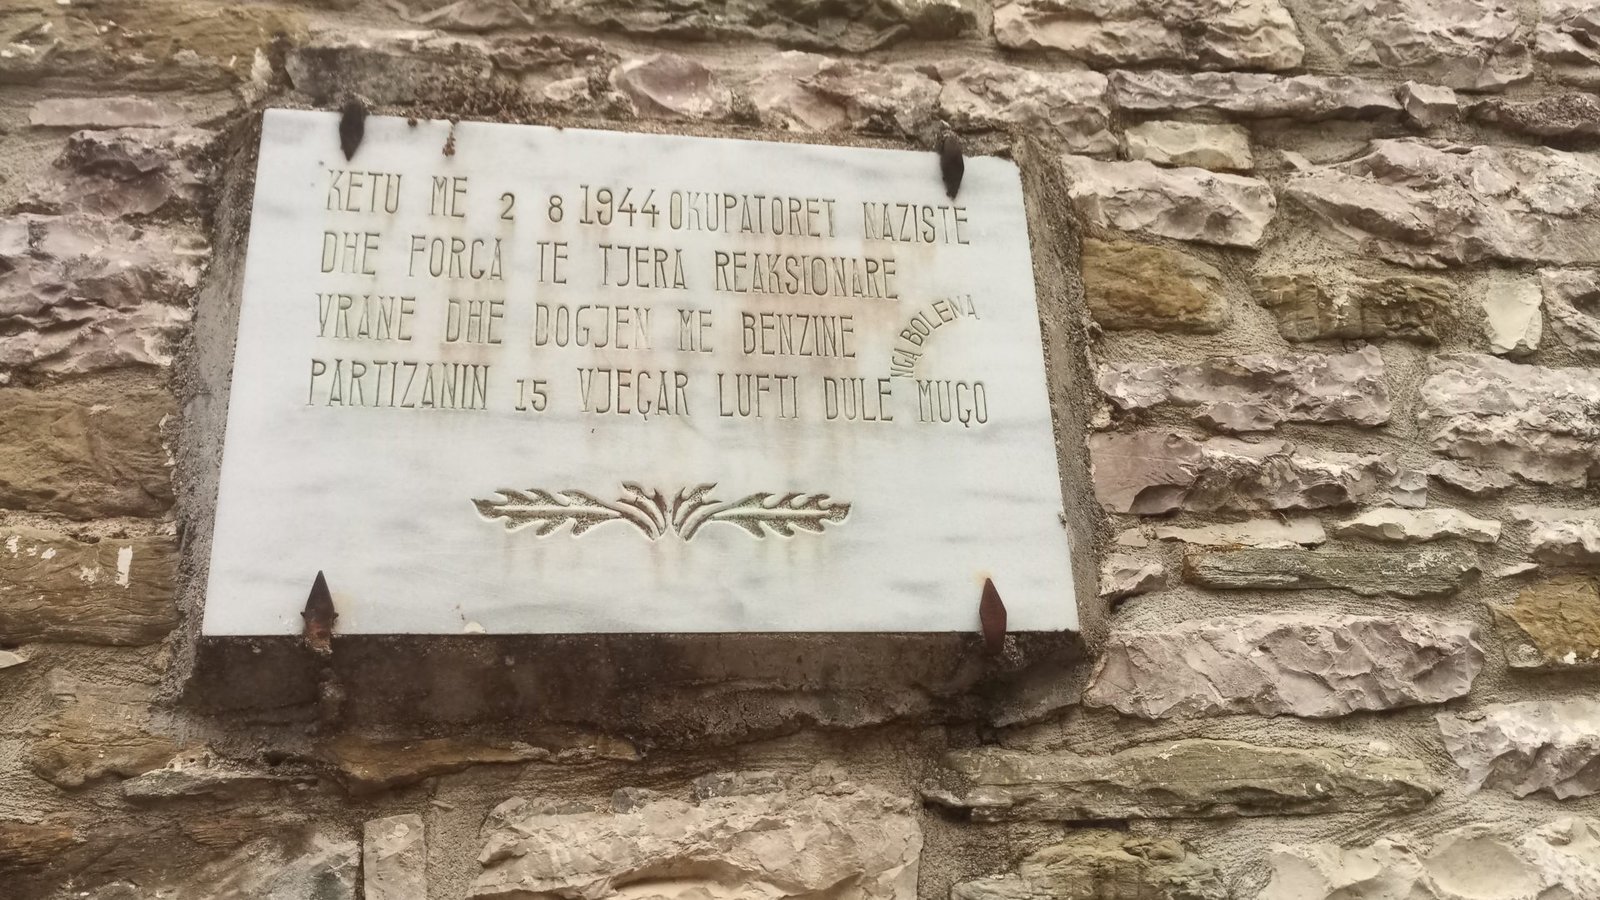 KETU ME 2 8 1944 OKUPATORET NAZISTE
DHE FORCA TE TJERA REAKSIONARE
VRANE DHE DOGJEN ME BENZINE
NGA BOLENA
PARTIZANIN 15 VJEÇAR LUFTI DULE MUÇO